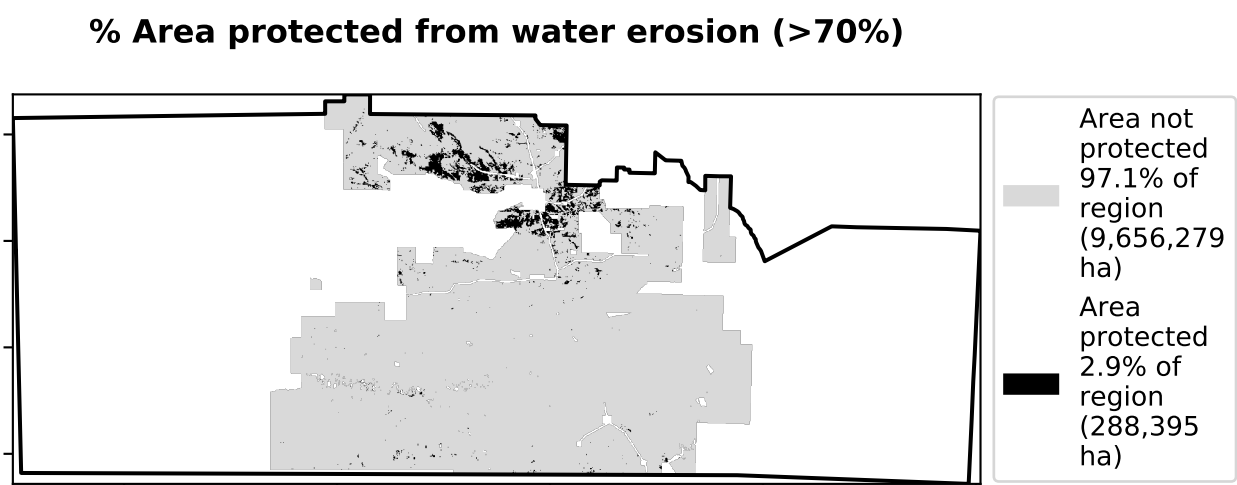 % Area protected from water erosion (>70%)
Area not
protected
97.1% of
region
(9,656,279
ha)
Area
protected
2.9% of
region
(288,395
ha)